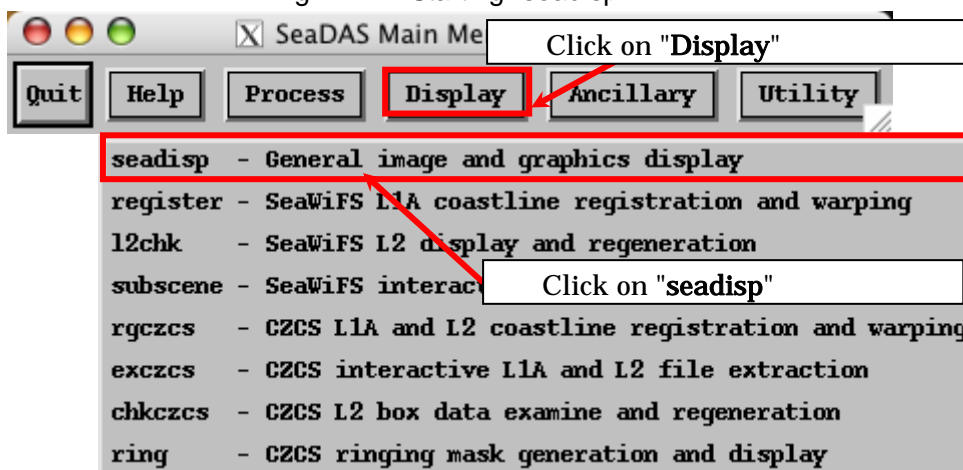 Starting
SeaDAS Main Me
Click on "Display"
Quit Help Process Display Ancillary Utility
seadisp - General image and graphics display
register - SeaWiFS L1A coastline registration and warping
l2chk - SeaWiFS L2 display and regeneration
subscene - SeaWiFS interac
Click on "seadisp"
rgczcs - CZCS L1A and L2 coastline registration and warping
exczcs - CZCS interactive L1A and L2 file extraction
chkczcs - CZCS L2 box data examine and regeneration
ring - CZCS ringing mask generation and display